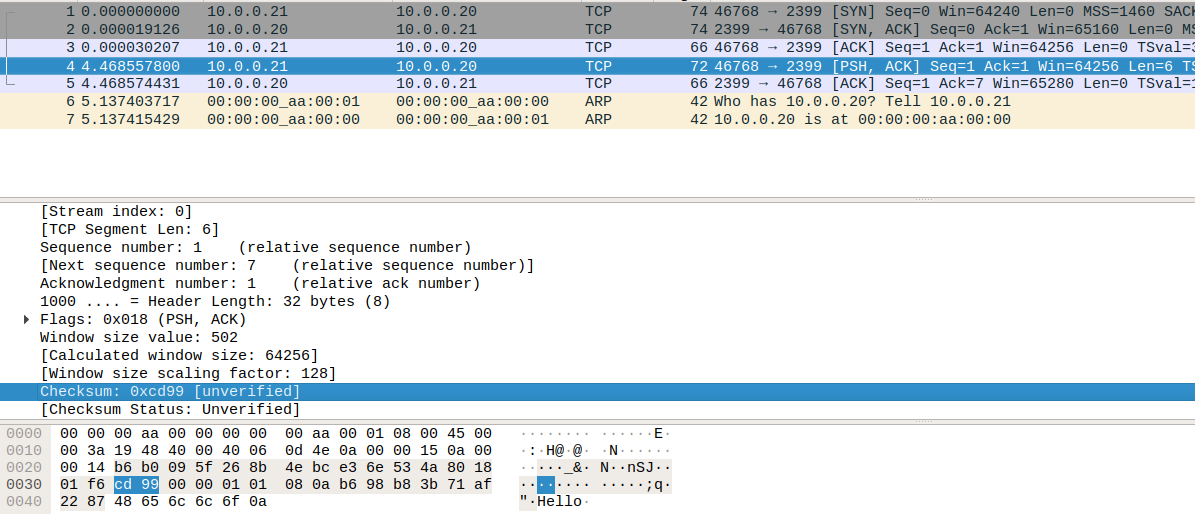 1 0.000000000 10.0.0.21 10.0.0.20 TCP 74 46768 → 2399 [SYN] Seq=0 Win=64240 Len=0 MSS=1460 SACK
2 0.000019126 10.0.0.20 10.0.0.21 TCP 74 2399 → 46768 [SYN, ACK] Seq=0 Ack=1 Win=65160 Len=0 MS
3 0.000030207 10.0.0.21 10.0.0.20 TCP 66 46768 → 2399 [ACK] Seq=1 Ack=1 Win=64256 Len=0 TSval=3
4 4.468557800 10.0.0.21 10.0.0.20 TCP 72 46768 → 2399 [PSH, ACK] Seq=1 Ack=1 Win=64256 Len=6 TS
5 4.468574431 10.0.0.20 10.0.0.21 TCP 66 2399 → 46768 [ACK] Seq=1 Ack=7 Win=65280 Len=0 TSval=1
6 5.137403717 00:00:00_aa:00:01 00:00:00_aa:00:00 ARP 42 Who has 10.0.0.20? Tell 10.0.0.21
7 5.137415429 00:00:00_aa:00:00 00:00:00_aa:00:01 ARP 42 10.0.0.20 is at 00:00:00:aa:00:00
[Stream index: 0]
[TCP Segment Len: 6]
Sequence number: 1 (relative sequence number)
[Next sequence number: 7 (relative sequence number)]
Acknowledgment number: 1 (relative ack number)
1000 .... = Header Length: 32 bytes (8)
Flags: 0x018 (PSH, ACK)
Window size value: 502
[Calculated window size: 64256]
[Window size scaling factor: 128]
Checksum: 0xcd99 [unverified]
[Checksum Status: Unverified]
0000 00 00 00 aa 00 00 00 00 00 aa 00 01 08 00 45 00 ········ ······E·
0010 00 3a 19 48 40 00 40 06 0d 4e 0a 00 00 15 0a 00 ·:·H@·@· ·N······
0020 00 14 b6 b0 09 5f 26 8b 4e bc e3 6e 53 4a 80 18 ·····_&· N··nSJ··
0030 01 f6 cd 99 00 00 01 01 08 0a b6 98 b8 3b 71 af ········ ·····;q·
0040 22 87 48 65 6c 6c 6f 0a "·Hello·